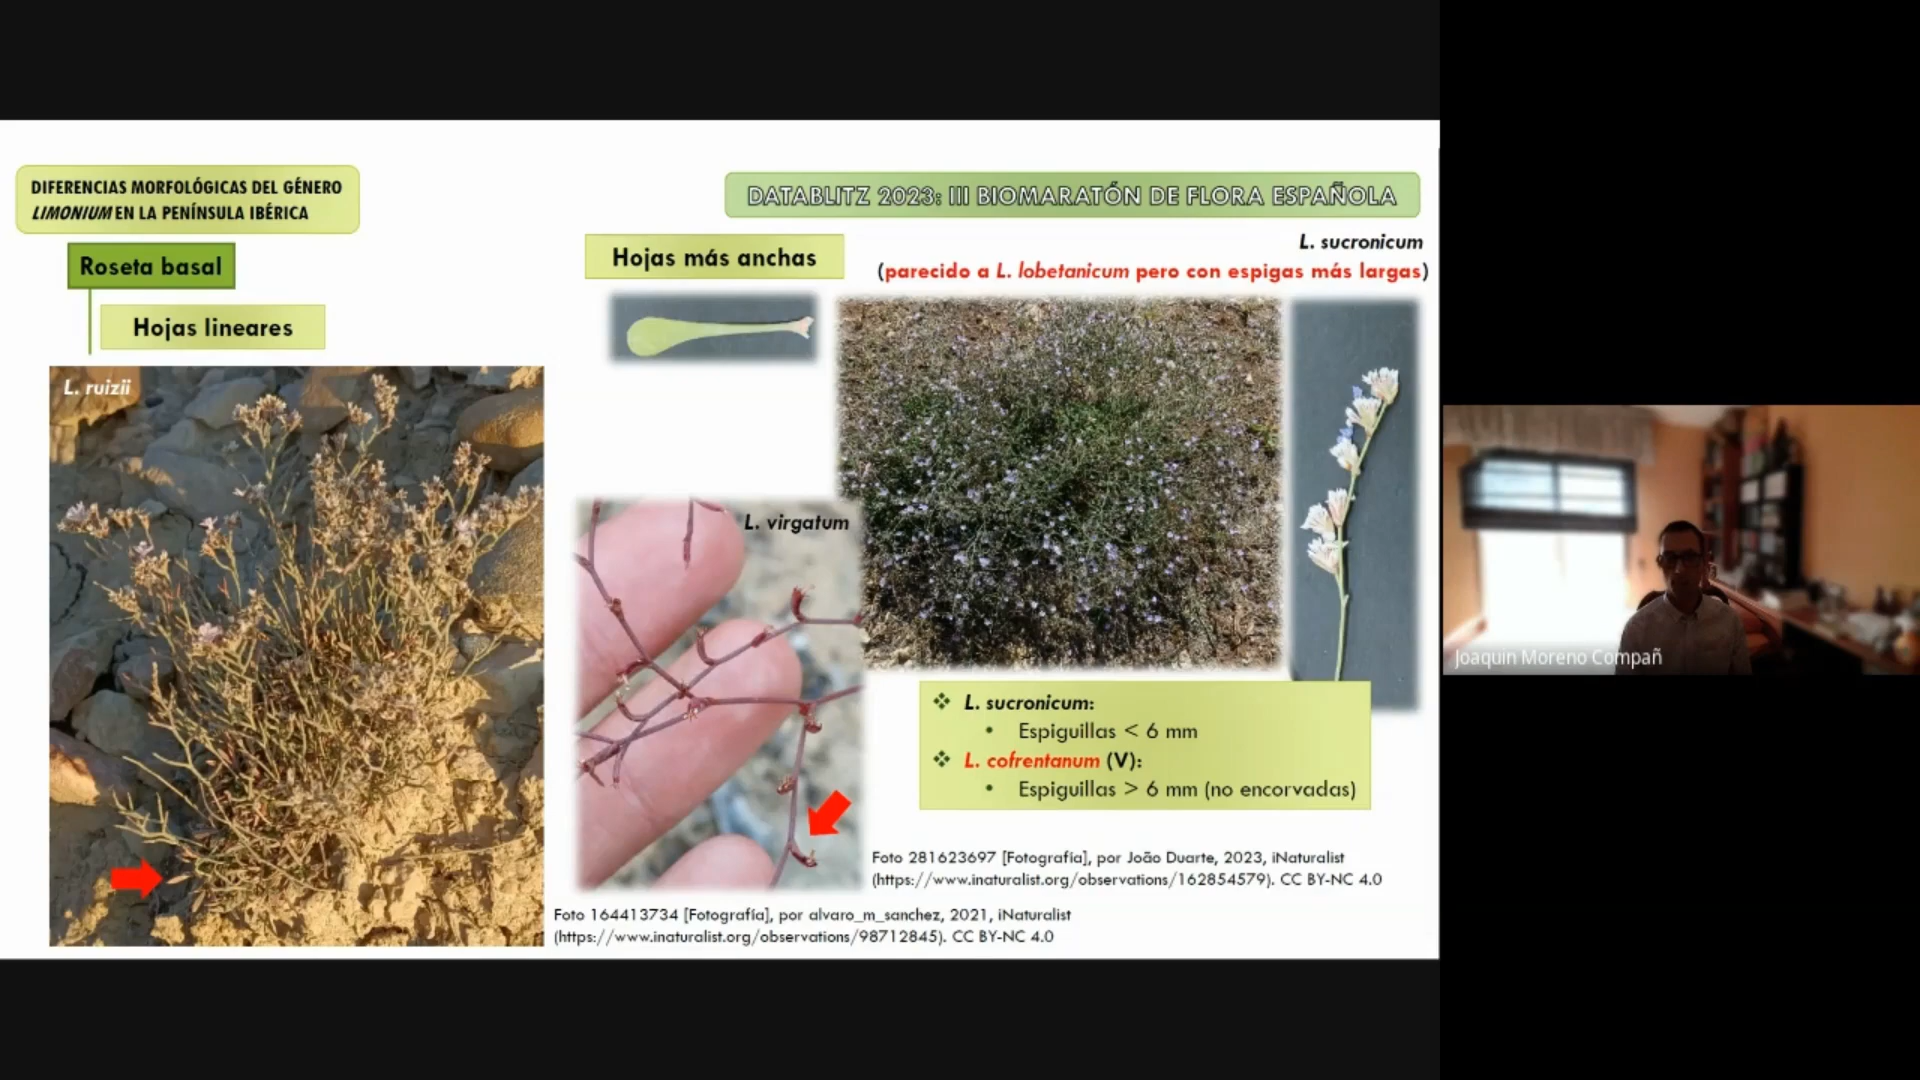 DIFERENCIAS MORFOLÓGICAS DEL GÉNERO
LIMONIUM EN LA PENÍNSULA IBÉRICA
DATABLITZ 2023: III BIOMARATÓN DE FLORA ESPAÑOLA
Roseta basal
Hojas lineares
L. ruizii
Hojas más anchas
L. sucronicum
(parecido a L. lobetanicum pero con espigas más largas)
L. virgatum
❖ L. sucronicum:
• Espiguillas < 6 mm
❖ L. cofrentanum (V):
• Espiguillas > 6 mm (no encorvadas)
Foto 281623697 [Fotografía], por João Duarte, 2023, iNaturalist
(https://www.inaturalist.org/observations/162854579). CC BY-NC 4.0
Foto 164413734 [Fotografía], por alvaro_m_sanchez, 2021, iNaturalist
(https://www.inaturalist.org/observations/98712845). CC BY-NC 4.0
Joaquin Moreno Compañ